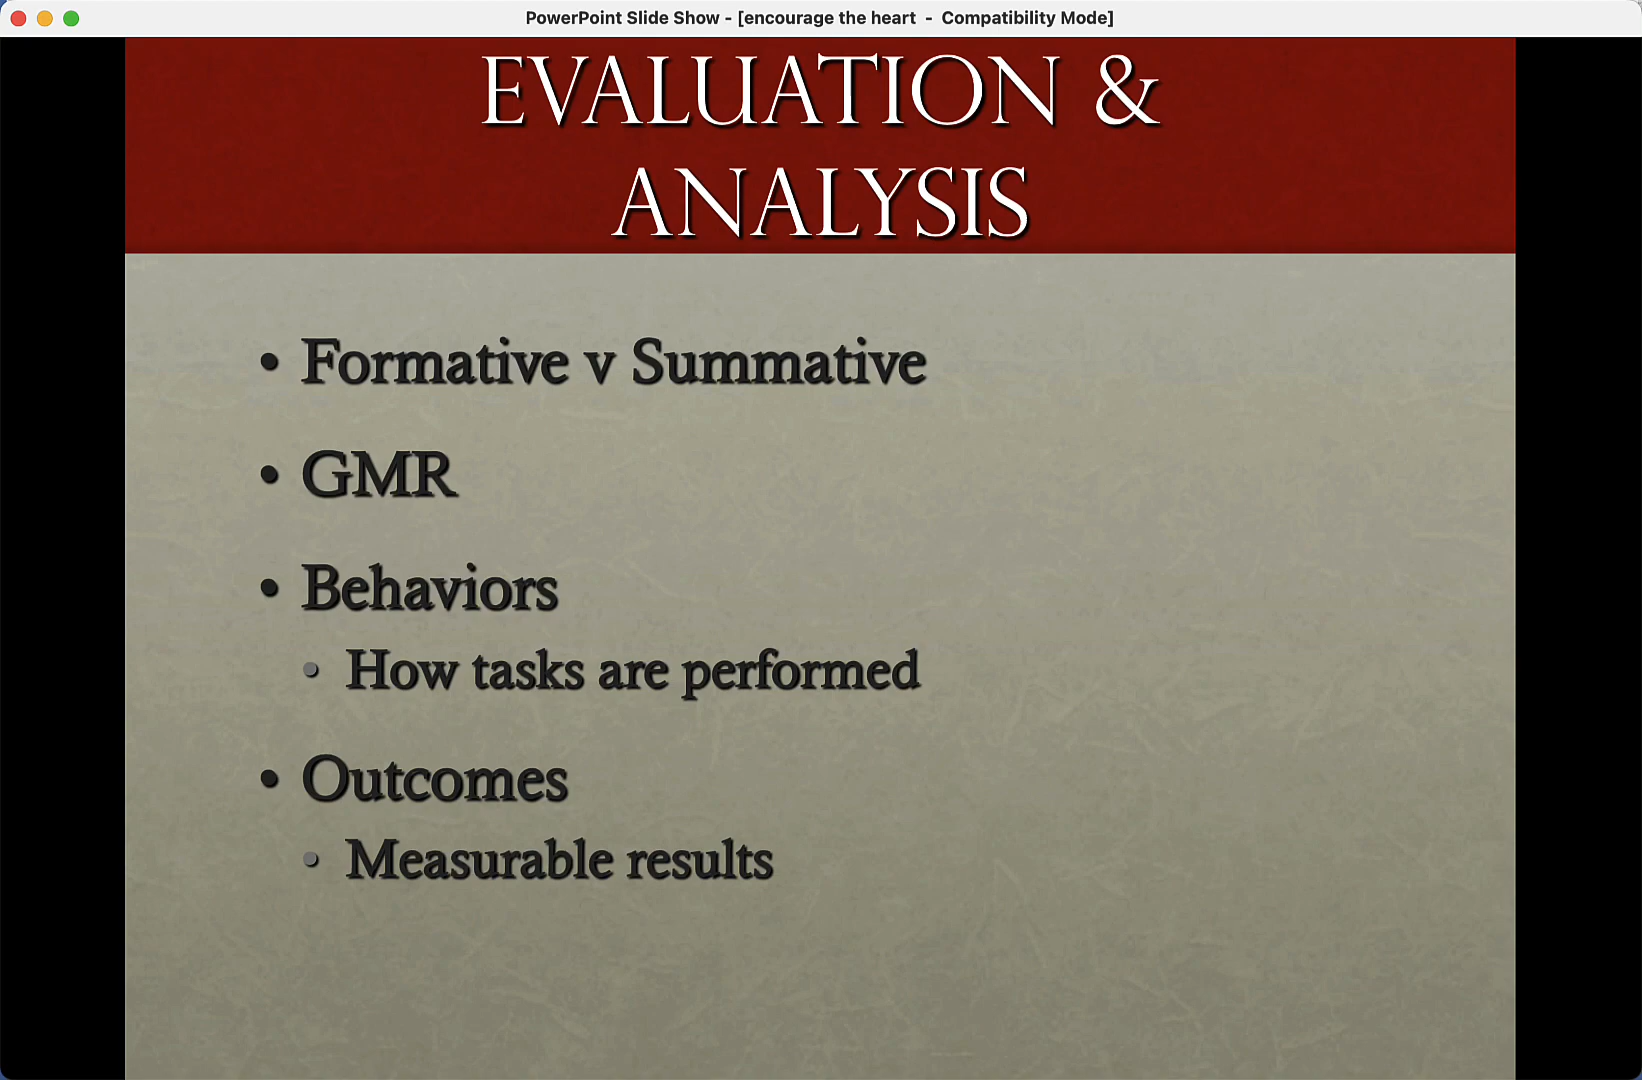 PowerPoint Slide Show - [encourage the heart  -  Compatibility Mode]
EVALUATION &
ANALYSIS
• Formative v Summative
• GMR
• Behaviors
• How tasks are performed
• Outcomes
• Measurable results